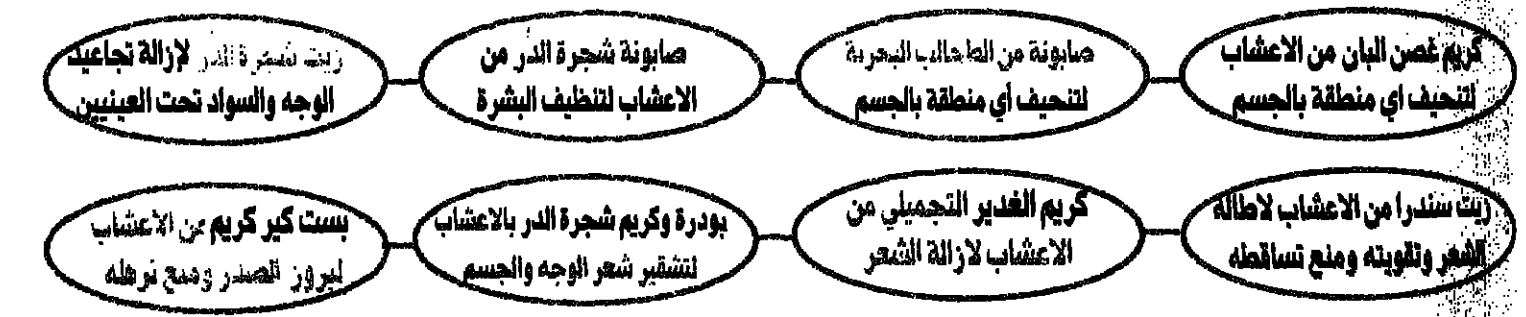 كريم غصن البان من الاعشاب
لتنحيف اي منطقة بالجسم
صابونة من الطحالب البحرية
لتنحيف أي منطقة بالجسم
صابونة شجرة الدر من
الاعشاب لتنظيف البشرة
زيت شجرة الدر لإزالة تجاعيد
الوجه والسواد تحت العينيين
زيت سندرا من الاعشاب لاطالة
الشعر وتقويته ومنع تساقطه
كريم الغدير التجميلي من
الاعشاب لازالة الشعر
بودرة وكريم شجرة الدر بالاعشاب
لتشقير شعر الوجه والجسم
بست كير كريم من الاعشاب
لبروز الصدر ومنع ترهله